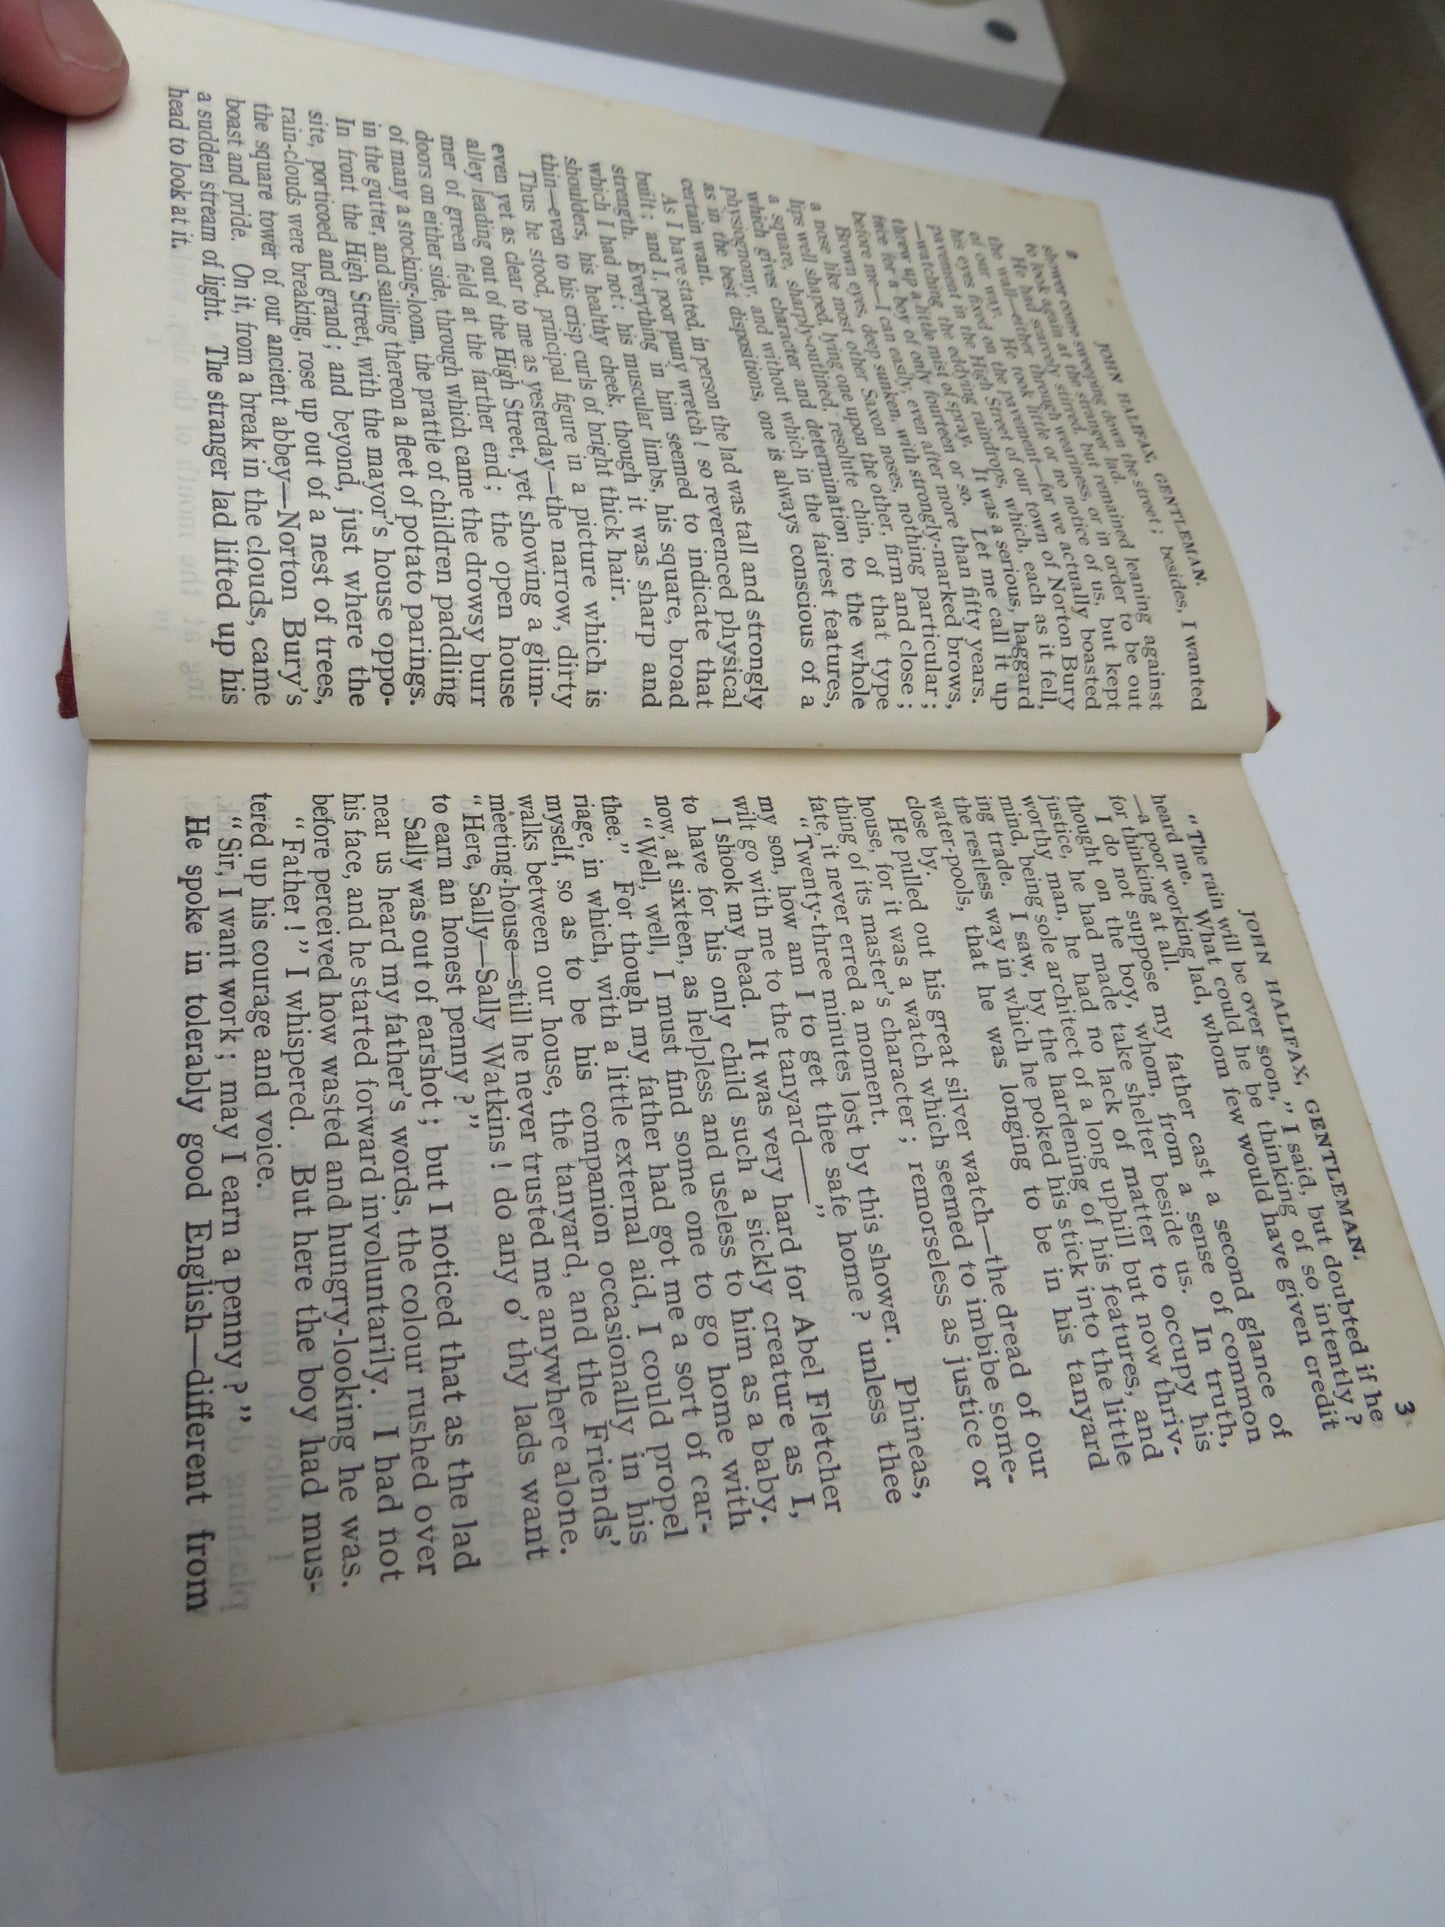 2
JOHN HALIFAX, GENTLEMAN.
shower come sweeping down the street; besides, I wanted
to look again at the stranger lad.
He had scarcely stirred, but remained leaning against
the wall—either through weariness, or in order to be out
of our way. He took little or no notice of us, but kept
his eyes fixed on the pavement—for we actually boasted
pavement in the High Street of our town of Norton Bury
—watching the eddying raindrops, which, each as it fell,
threw up a little mist of spray. It was a serious, haggard
face for a boy of only fourteen or so. Let me call it up
before me—I can easily, even after more than fifty years.
Brown eyes, deep sunken, with strongly-marked brows,
a nose like most other Saxon noses, nothing particular;
lips well shaped, lying one upon the other, firm and close;
a square, sharply-outlined, resolute chin, of that type
which gives character and determination to the whole
physiognomy, and without which in the fairest features,
as in the best dispositions, one is always conscious of a
certain want.
As I have stated, in person the lad was tall and strongly
built; and I, poor puny wretch! so reverenced physical
strength. Everything in him seemed to indicate that
which I had not: his muscular limbs, his square, broad
shoulders, his healthy cheek, though it was sharp and
thin—even to his crisp curls of bright thick hair.
Thus he stood, principal figure in a picture which is
even yet as clear to me as yesterday—the narrow, dirty
alley leading out of the High Street, yet showing a glim-
mer of green field at the farther end; the open house
doors on either side, through which came the drowsy burr
of many a stocking-loom, the prattle of children paddling
in the gutter, and sailing thereon a fleet of potato parings.
In front the High Street, with the mayor's house oppo-
site, porticoed and grand; and beyond, just where the
rain-clouds were breaking, rose up out of a nest of trees,
the square tower of our ancient abbey—Norton Bury's
boast and pride. On it, from a break in the clouds, came
a sudden stream of light. The stranger lad lifted up his
head to look at it.
JOHN HALIFAX, GENTLEMAN.
3
"The rain will be over soon," I said, but doubted if he
heard me. What could he be thinking of so intently?
—a poor working lad, whom few would have given credit
for thinking at all.
I do not suppose my father cast a second glance of
thought on the boy, whom, from a sense of common
justice, he had made take shelter beside us. In truth,
worthy man, he had no lack of matter to occupy his
mind, being sole architect of a long uphill but now thriv-
ing trade. I saw, by the hardening of his features, and
the restless way in which he poked his stick into the little
water-pools, that he was longing to be in his tanyard
close by.
He pulled out his great silver watch—the dread of our
house, for it was a watch which seemed to imbibe some-
thing of its master's character; remorseless as justice or
fate, it never erred a moment.
"Twenty-three minutes lost by this shower. Phineas,
my son, how am I to get thee safe home? unless thee
wilt go with me to the tanyard——"
I shook my head. It was very hard for Abel Fletcher
to have for his only child such a sickly creature as I,
now, at sixteen, as helpless and useless to him as a baby.
"Well, well, I must find some one to go home with
thee." For though my father had got me a sort of car-
riage, in which, with a little external aid, I could propel
myself, so as to be his companion occasionally in his
walks between our house, the tanyard, and the Friends'
meeting-house—still he never trusted me anywhere alone.
"Here, Sally—Sally Watkins! do any o' thy lads want
to earn an honest penny?"
Sally was out of earshot; but I noticed that as the lad
near us heard my father's words, the colour rushed over
his face, and he started forward involuntarily. I had not
before perceived how wasted and hungry-looking he was.
"Father!" I whispered. But here the boy had mus-
tered up his courage and voice.
"Sir, I want work; may I earn a penny?"
He spoke in tolerably good English—different from